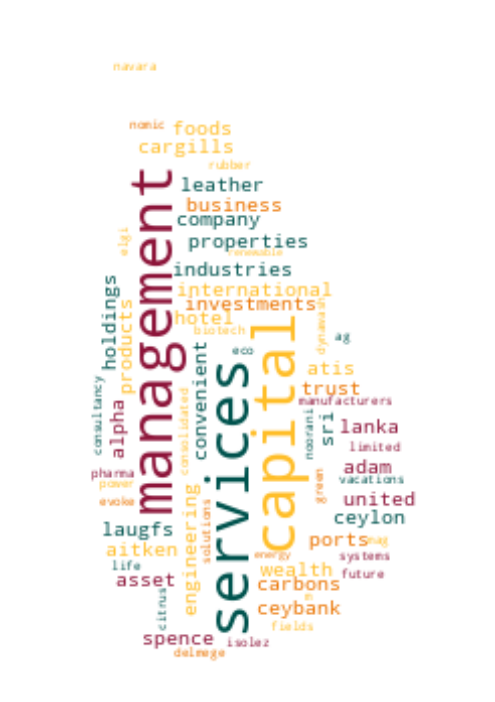 navara
nomic
foods
cargills
rubber
leather
business
company
properties
renewable
industries
international
investments
hotel
biotech
elgi
management
holdings
products
dynawash
ag
eco
atis
trust
manufacturers
capital
services
convenient
consolidated
consultancy
alpha
noorani
sri
lanka
limited
adam
vacations
pharma
power
evoke
green
united
ceylon
laugfs
aitken
engineering
solutions
ports
nag
energy
systems
life
asset
wealth
future
carbons
citrus
m
ceybank
fields
spence
isolez
delmege